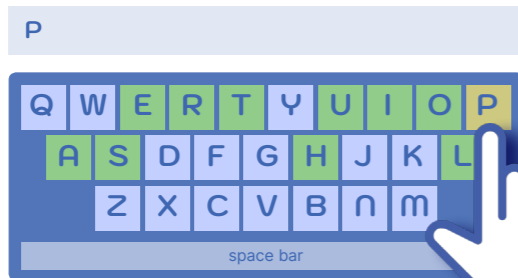 P
Q W E R T Y U I O P
A S D F G H J K L
Z X C V B N M
space bar